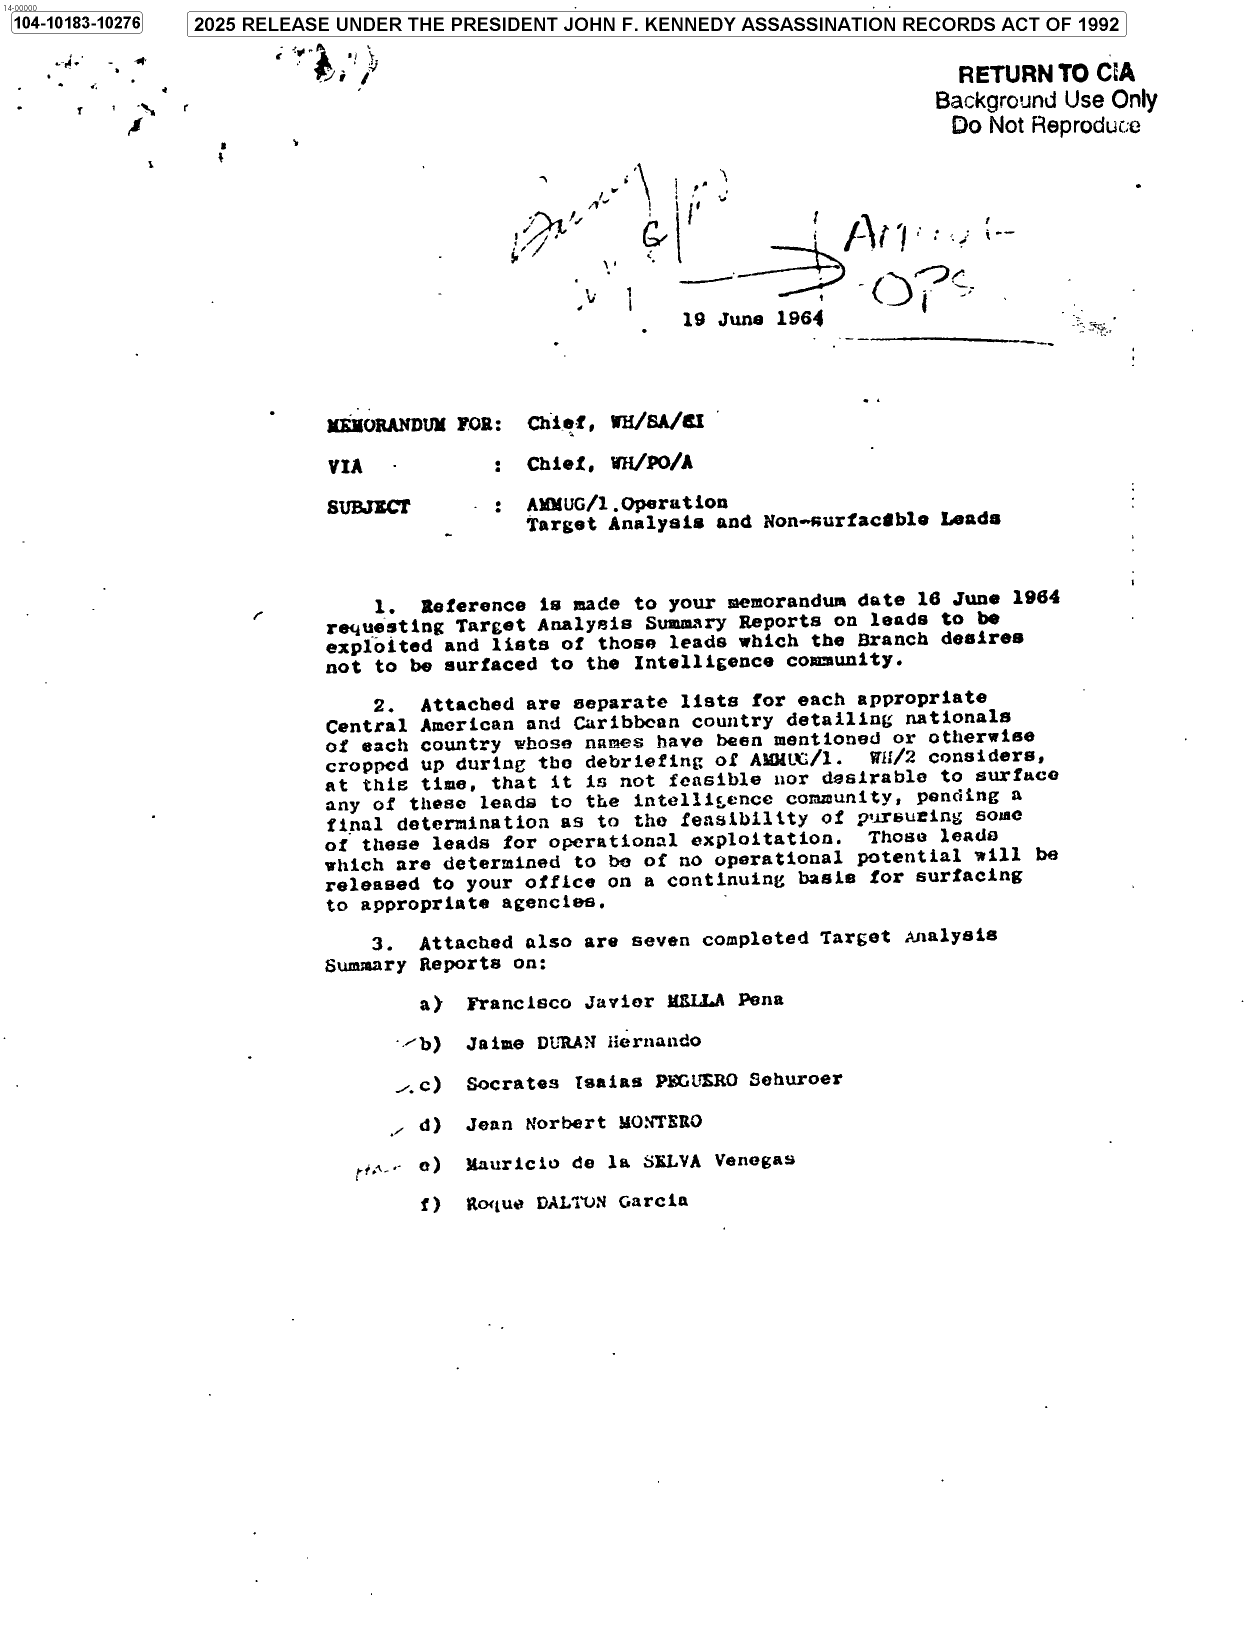 14-00000
104-10183-10276
2025 RELEASE UNDER THE PRESIDENT JOHN F. KENNEDY ASSASSINATION RECORDS ACT OF 1992
RETURN TO CIA
Background Use Only
Do Not Reproduce
OPS
19 June 1964
MEMORANDUM FOR: Chief, WH/SA/CI
VIA : Chief, WH/PO/A
SUBJECT : AMMUG/1 Operation
Target Analysis and Non-surfacible Leads
1. Reference is made to your memorandum date 16 June 1964
requesting Target Analysis Summary Reports on leads to be
exploited and lists of those leads which the Branch desires
not to be surfaced to the Intelligence community.
2. Attached are separate lists for each appropriate
Central American and Caribbean country detailing nationals
of each country whose names have been mentioned or otherwise
cropped up during the debriefing of AMMUG/1. WH/2 considers,
at this time, that it is not feasible nor desirable to surface
any of these leads to the intelligence community, pending a
final determination as to the feasibility of pursuing some
of these leads for operational exploitation. Those leads
which are determined to be of no operational potential will be
released to your office on a continuing basis for surfacing
to appropriate agencies.
3. Attached also are seven completed Target Analysis
Summary Reports on:
a) Francisco Javier MELLA Pena
b) Jaime DURAN Hernando
c) Socrates Isaias PEGUERO Sehuroer
d) Jean Norbert MONTERO
e) Mauricio de la SELVA Venegas
f) Roque DALTON Garcia